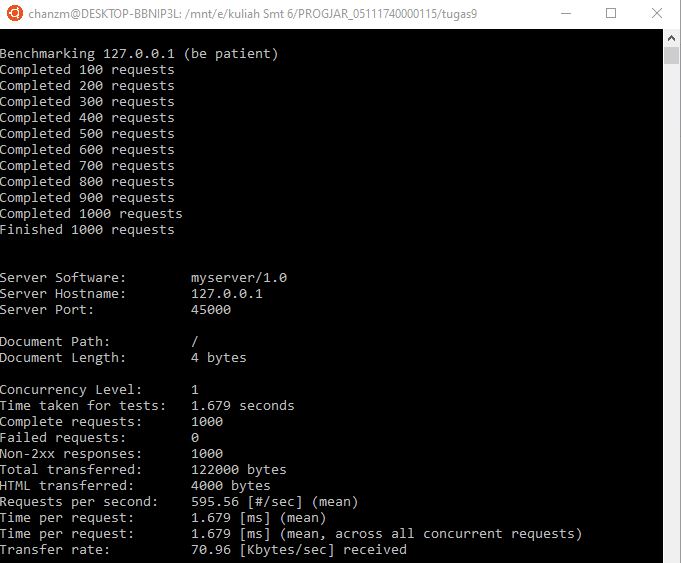 chanzm@DESKTOP-BBNIP3L: /mnt/e/kuliah Smt 6/PROGJAR_05111740000115/tugas9
Benchmarking 127.0.0.1 (be patient)
Completed 100 requests
Completed 200 requests
Completed 300 requests
Completed 400 requests
Completed 500 requests
Completed 600 requests
Completed 700 requests
Completed 800 requests
Completed 900 requests
Completed 1000 requests
Finished 1000 requests
Server Software:        myserver/1.0
Server Hostname:        127.0.0.1
Server Port:            45000
Document Path:          /
Document Length:        4 bytes
Concurrency Level:      1
Time taken for tests:   1.679 seconds
Complete requests:      1000
Failed requests:        0
Non-2xx responses:      1000
Total transferred:      122000 bytes
HTML transferred:       4000 bytes
Requests per second:    595.56 [#/sec] (mean)
Time per request:       1.679 [ms] (mean)
Time per request:       1.679 [ms] (mean, across all concurrent requests)
Transfer rate:          70.96 [Kbytes/sec] received